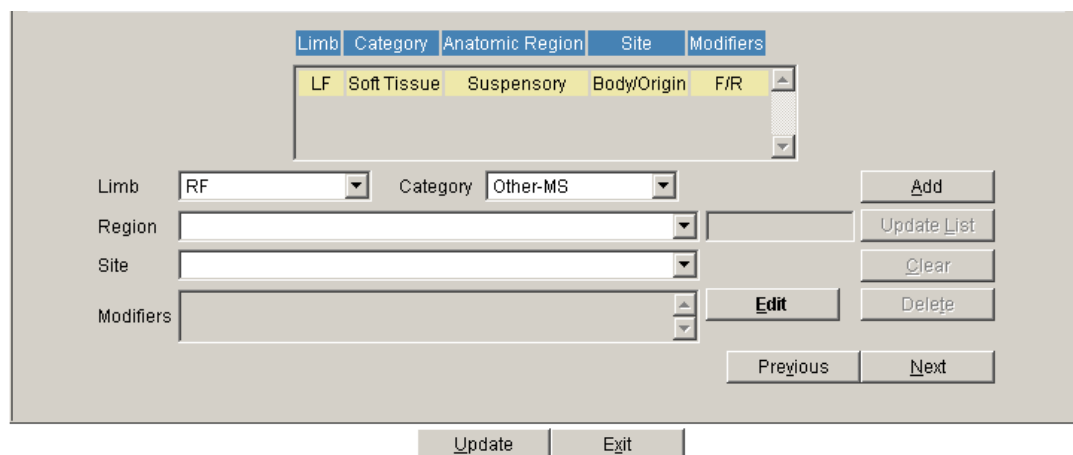 Limb Category Anatomic Region Site Modifiers
LF Soft Tissue Suspensory Body/Origin F/R
Limb RF Category Other-MS Add
Region Update List
Site Clear
Modifiers Edit Delete
Previous Next
Update Exit